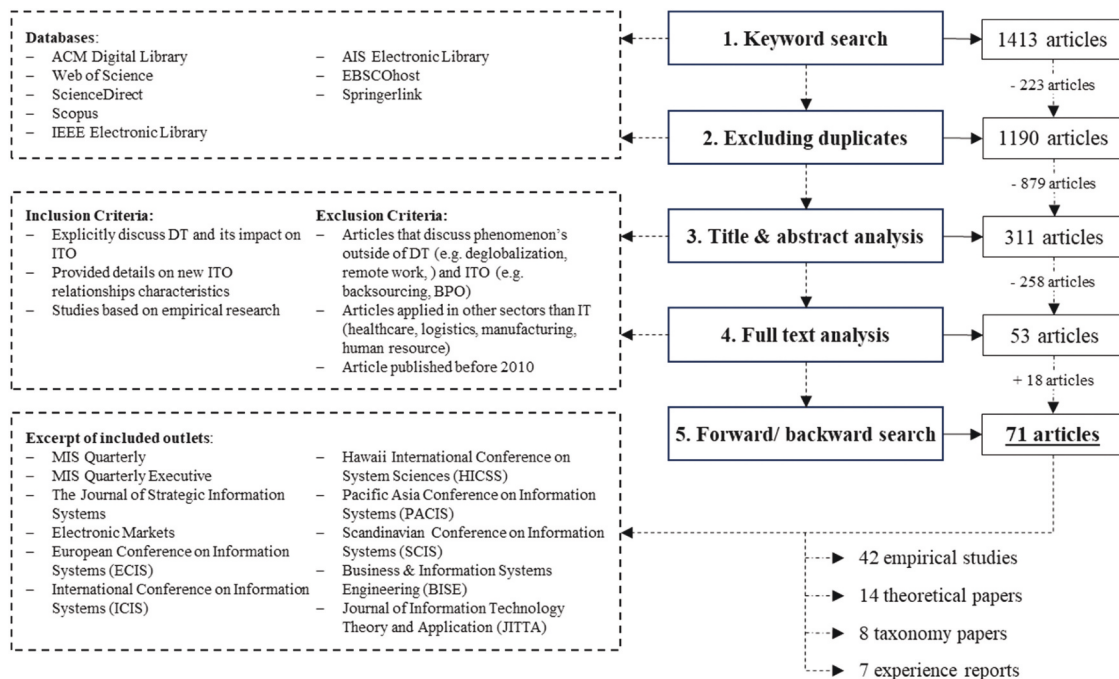 Databases:
– ACM Digital Library
– Web of Science
– ScienceDirect
– Scopus
– IEEE Electronic Library
– AIS Electronic Library
– EBSCOhost
– Springerlink
1. Keyword search
1413 articles
- 223 articles
2. Excluding duplicates
1190 articles
- 879 articles
Inclusion Criteria:
– Explicitly discuss DT and its impact on
ITO
– Provided details on new ITO
relationships characteristics
– Studies based on empirical research
Exclusion Criteria:
– Articles that discuss phenomenon's
outside of DT (e.g. deglobalization,
remote work, ) and ITO (e.g.
backsourcing, BPO)
– Articles applied in other sectors than IT
(healthcare, logistics, manufacturing,
human resource)
– Article published before 2010
3. Title & abstract analysis
311 articles
- 258 articles
4. Full text analysis
53 articles
+ 18 articles
5. Forward/ backward search
71 articles
Excerpt of included outlets:
– MIS Quarterly
– MIS Quarterly Executive
– The Journal of Strategic Information
Systems
– Electronic Markets
– European Conference on Information
Systems (ECIS)
– International Conference on Information
Systems (ICIS)
– Hawaii International Conference on
System Sciences (HICSS)
– Pacific Asia Conference on Information
Systems (PACIS)
– Scandinavian Conference on Information
Systems (SCIS)
– Business & Information Systems
Engineering (BISE)
– Journal of Information Technology
Theory and Application (JITTA)
42 empirical studies
14 theoretical papers
8 taxonomy papers
7 experience reports